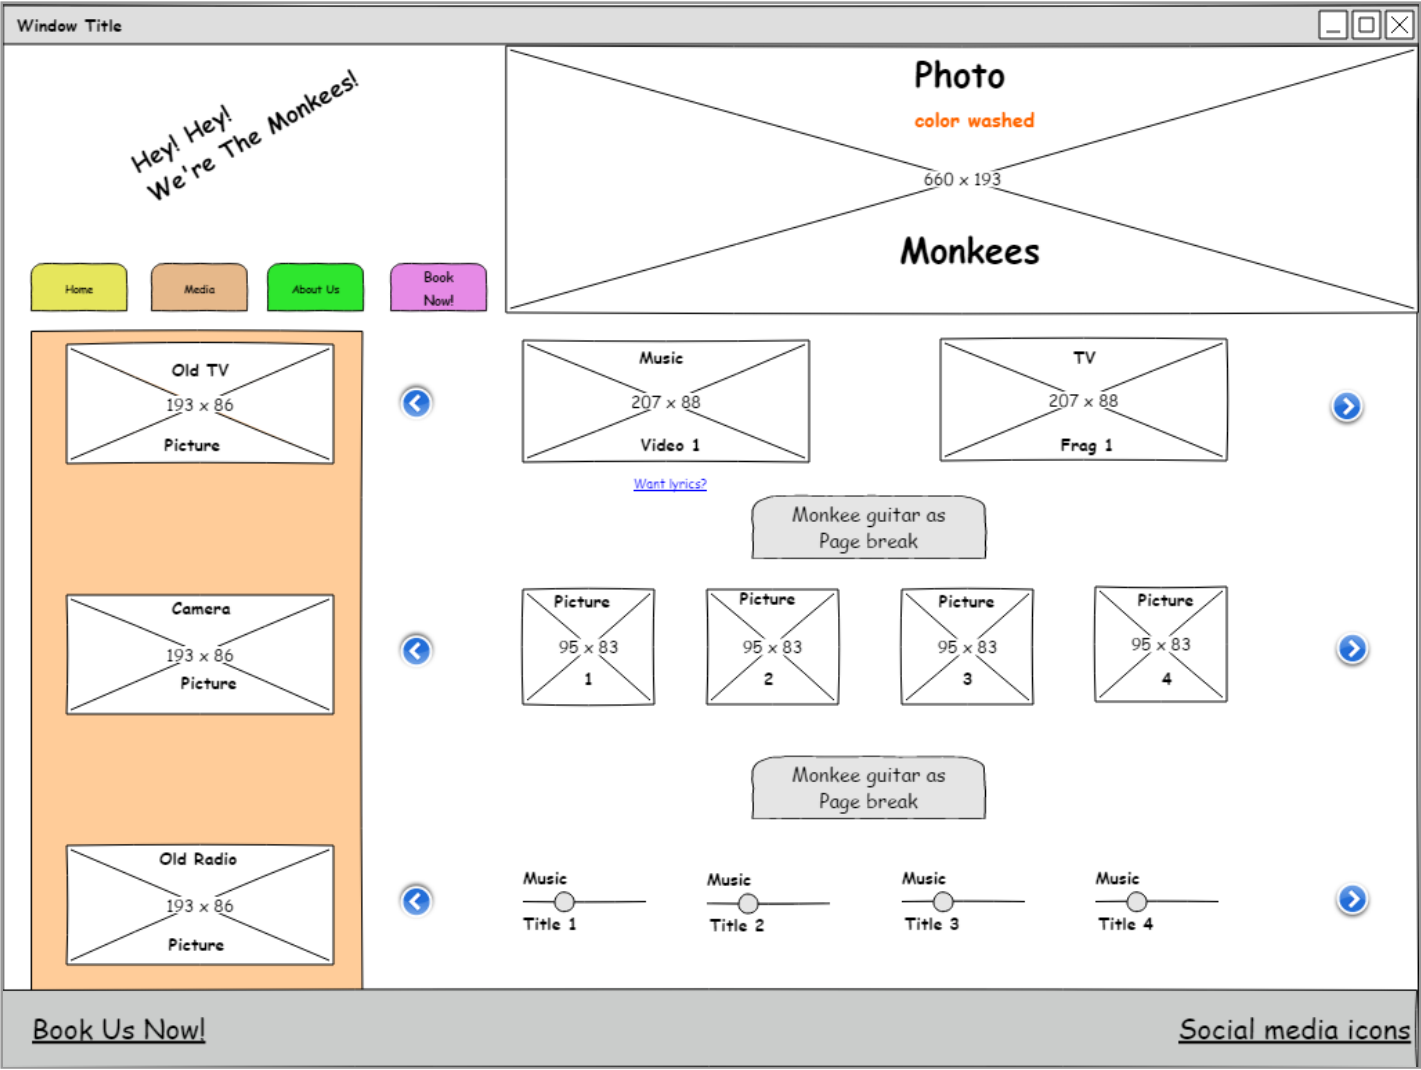 Window Title
Hey! Hey!
We're The Monkees!
Photo
color washed
660 x 193
Monkees
Home
Media
About Us
Book
Now!
Old TV
193 x 86
Picture
Music
207 x 88
Video 1
Want lyrics?
TV
207 x 88
Frag 1
Monkee guitar as
Page break
Camera
193 x 86
Picture
Picture
95 x 83
1
Picture
95 x 83
2
Picture
95 x 83
3
Picture
95 x 83
4
Monkee guitar as
Page break
Old Radio
193 x 86
Picture
Music
Title 1
Music
Title 2
Music
Title 3
Music
Title 4
Book Us Now!
Social media icons